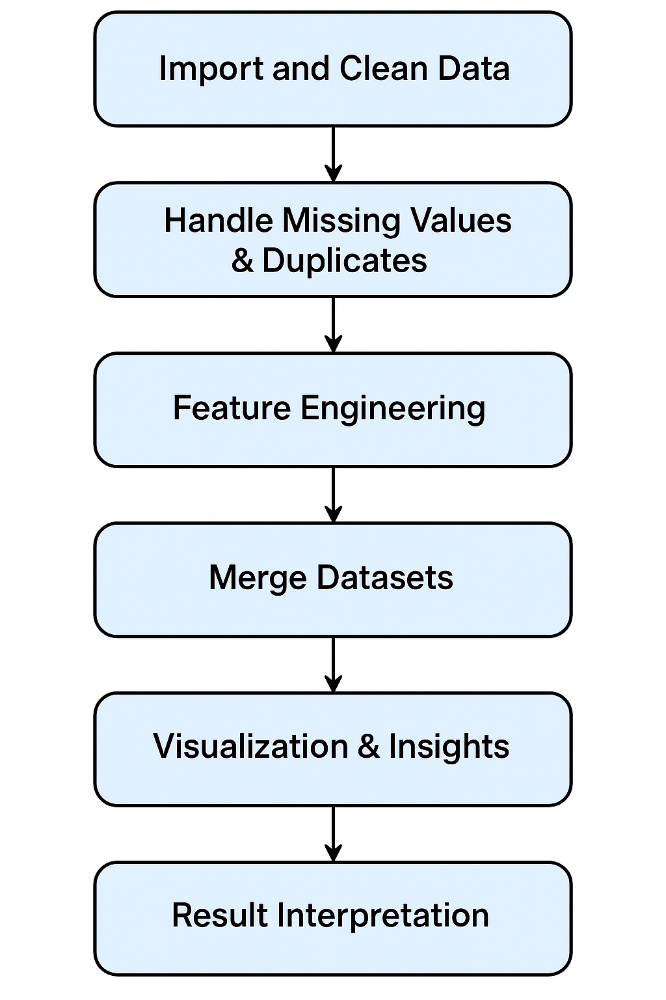 Import and Clean Data
Handle Missing Values
& Duplicates
Feature Engineering
Merge Datasets
Visualization & Insights
Result Interpretation